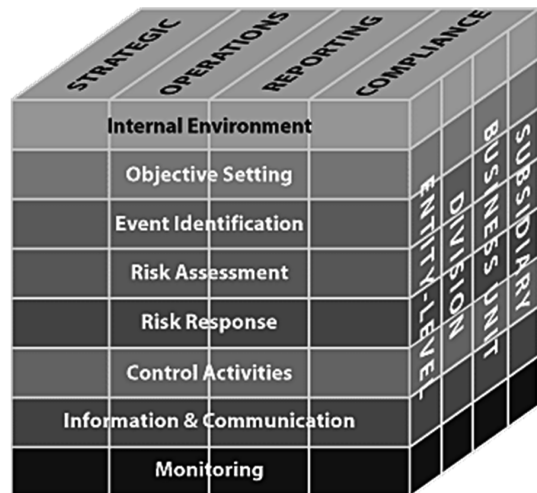 STRATEGIC
OPERATIONS
REPORTING
COMPLIANCE
Internal Environment
Objective Setting
Event Identification
Risk Assessment
Risk Response
Control Activities
Information & Communication
Monitoring
ENTITY-LEVEL
DIVISION
BUSINESS UNIT
SUBSIDIARY